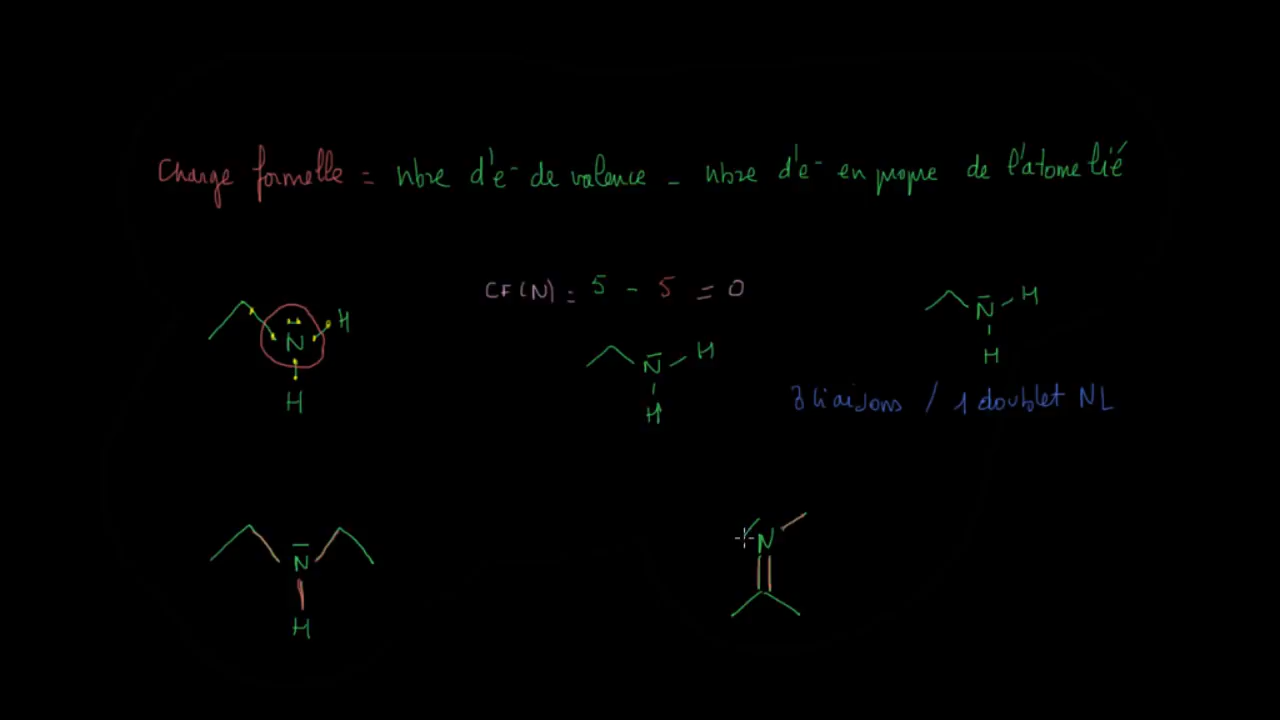 Charge formelle = nbre d'e⁻ de valence - nbre d'e⁻ en propre de l'atome lié
CF(N) = 5 - 5 = 0
N H
H
N H
H
N H
H
3 liaisons / 1 doublet NL
N
H
N